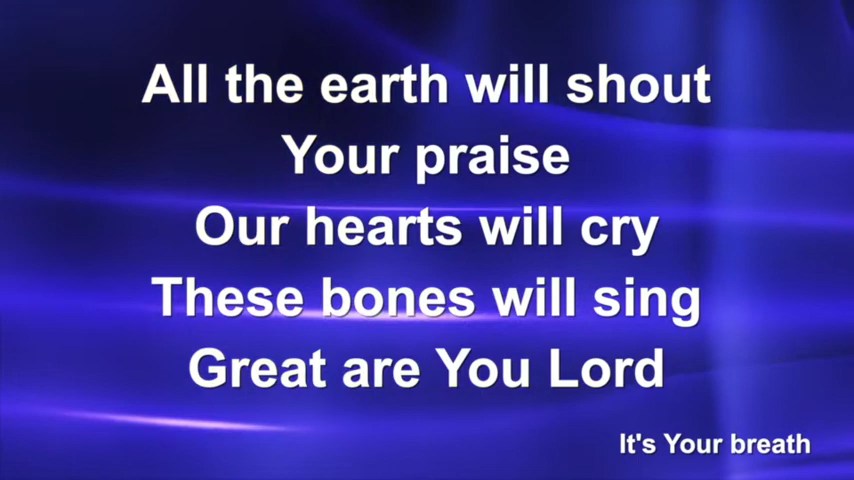 All the earth will shout
Your praise
Our hearts will cry
These bones will sing
Great are You Lord
It's Your breath